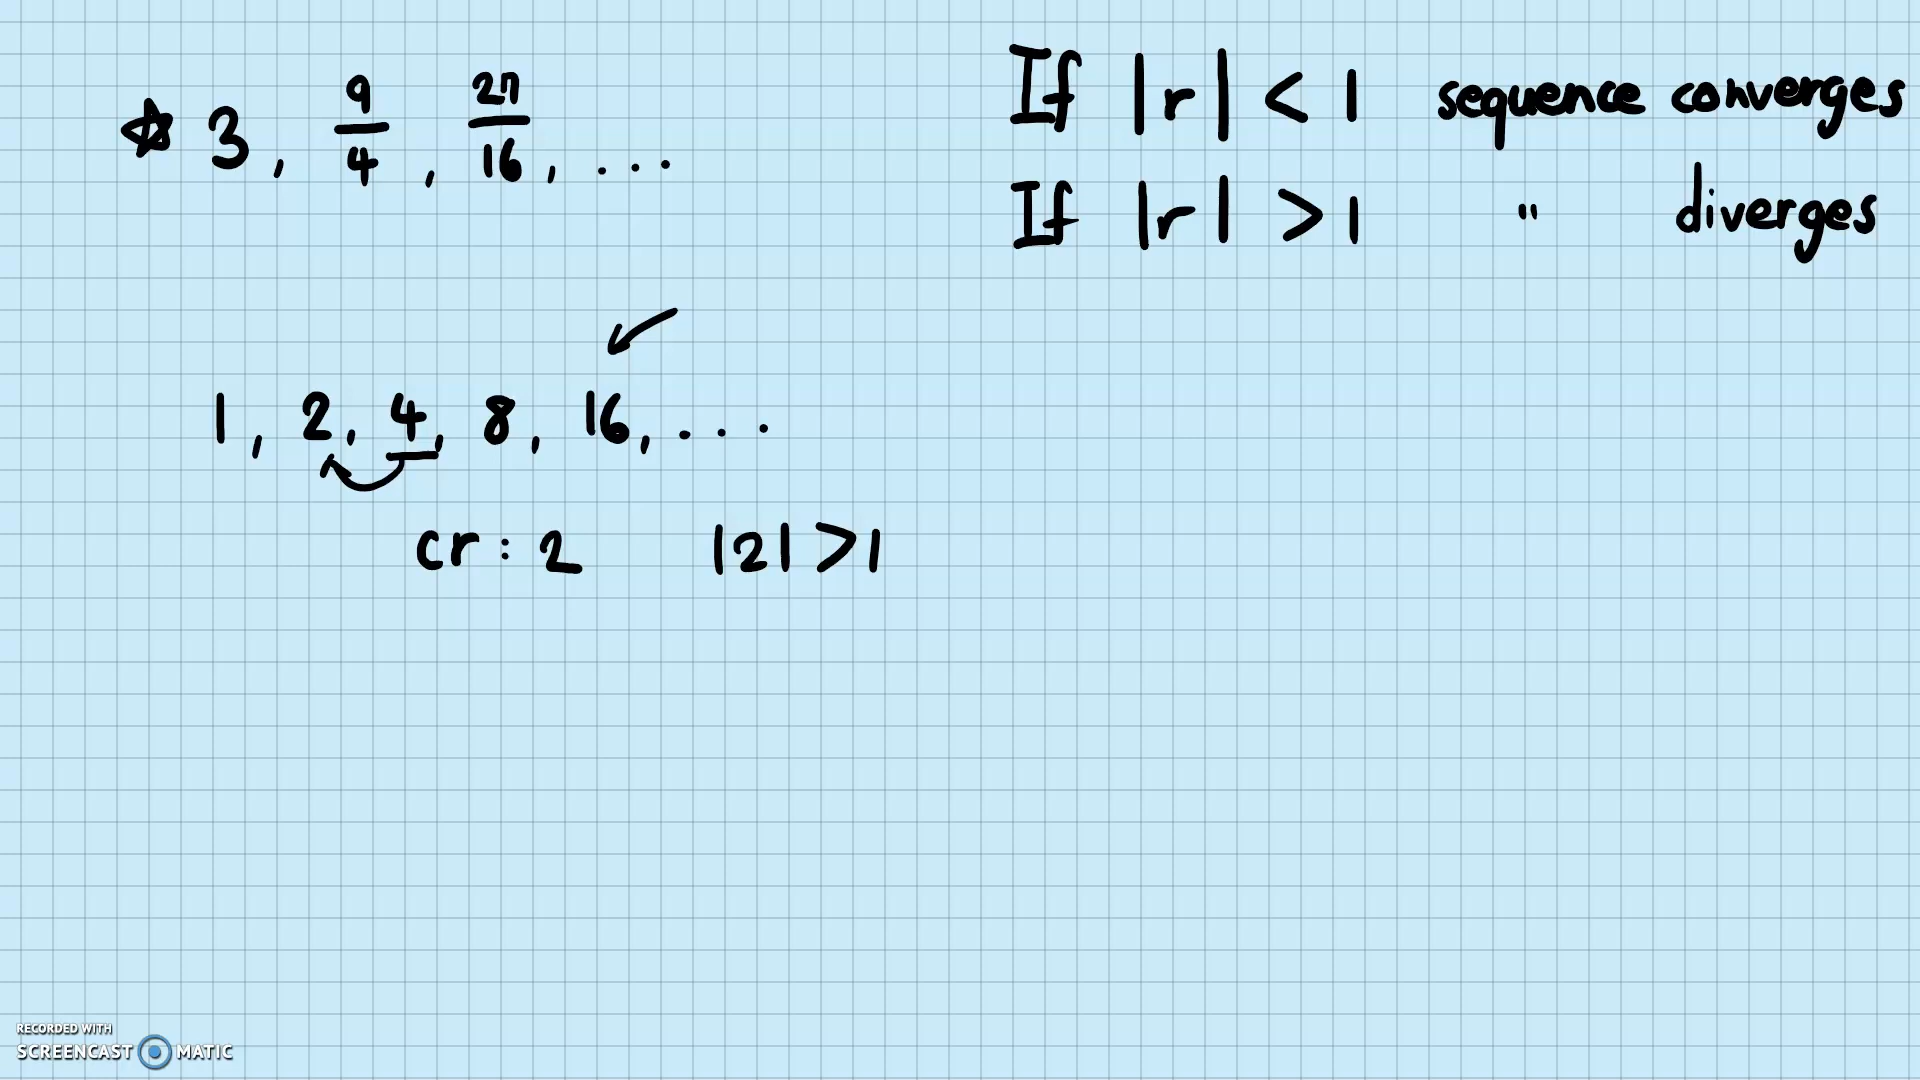 ☆ 3, 9/4, 27/16, ...
If |r| < 1 sequence converges
If |r| > 1 " diverges
1, 2, 4, 8, 16, ...
cr: 2 |2| > 1
RECORDED WITH
SCREENCAST MATIC